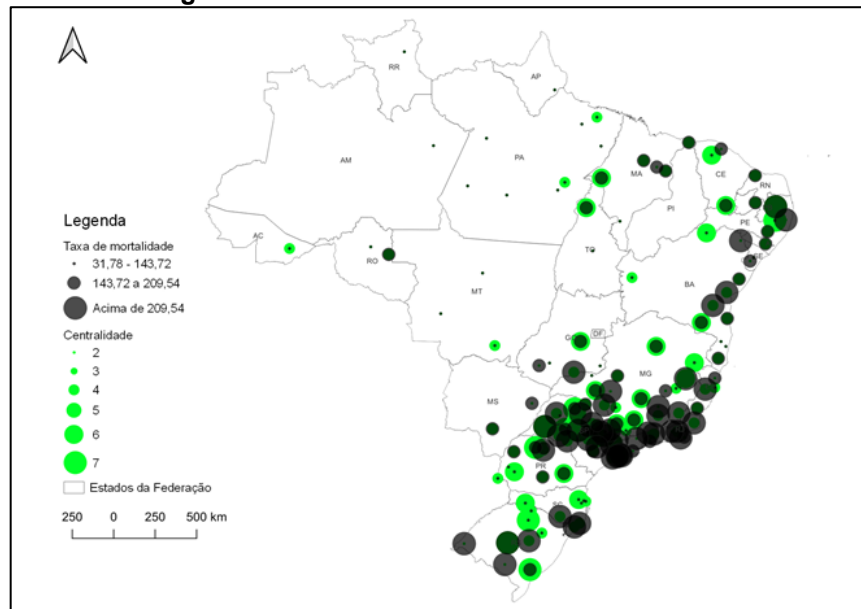 RR
AP
AM
PA
MA
CE
RN
PI
PE
AC
RO
TO
SE
BA
MT
GO
DF
MG
MS
PR
SC
Legenda
Taxa de mortalidade
31,78 - 143,72
143,72 a 209,54
Acima de 209,54
Centralidade
2
3
4
5
6
7
Estados da Federação
250 0 250 500 km